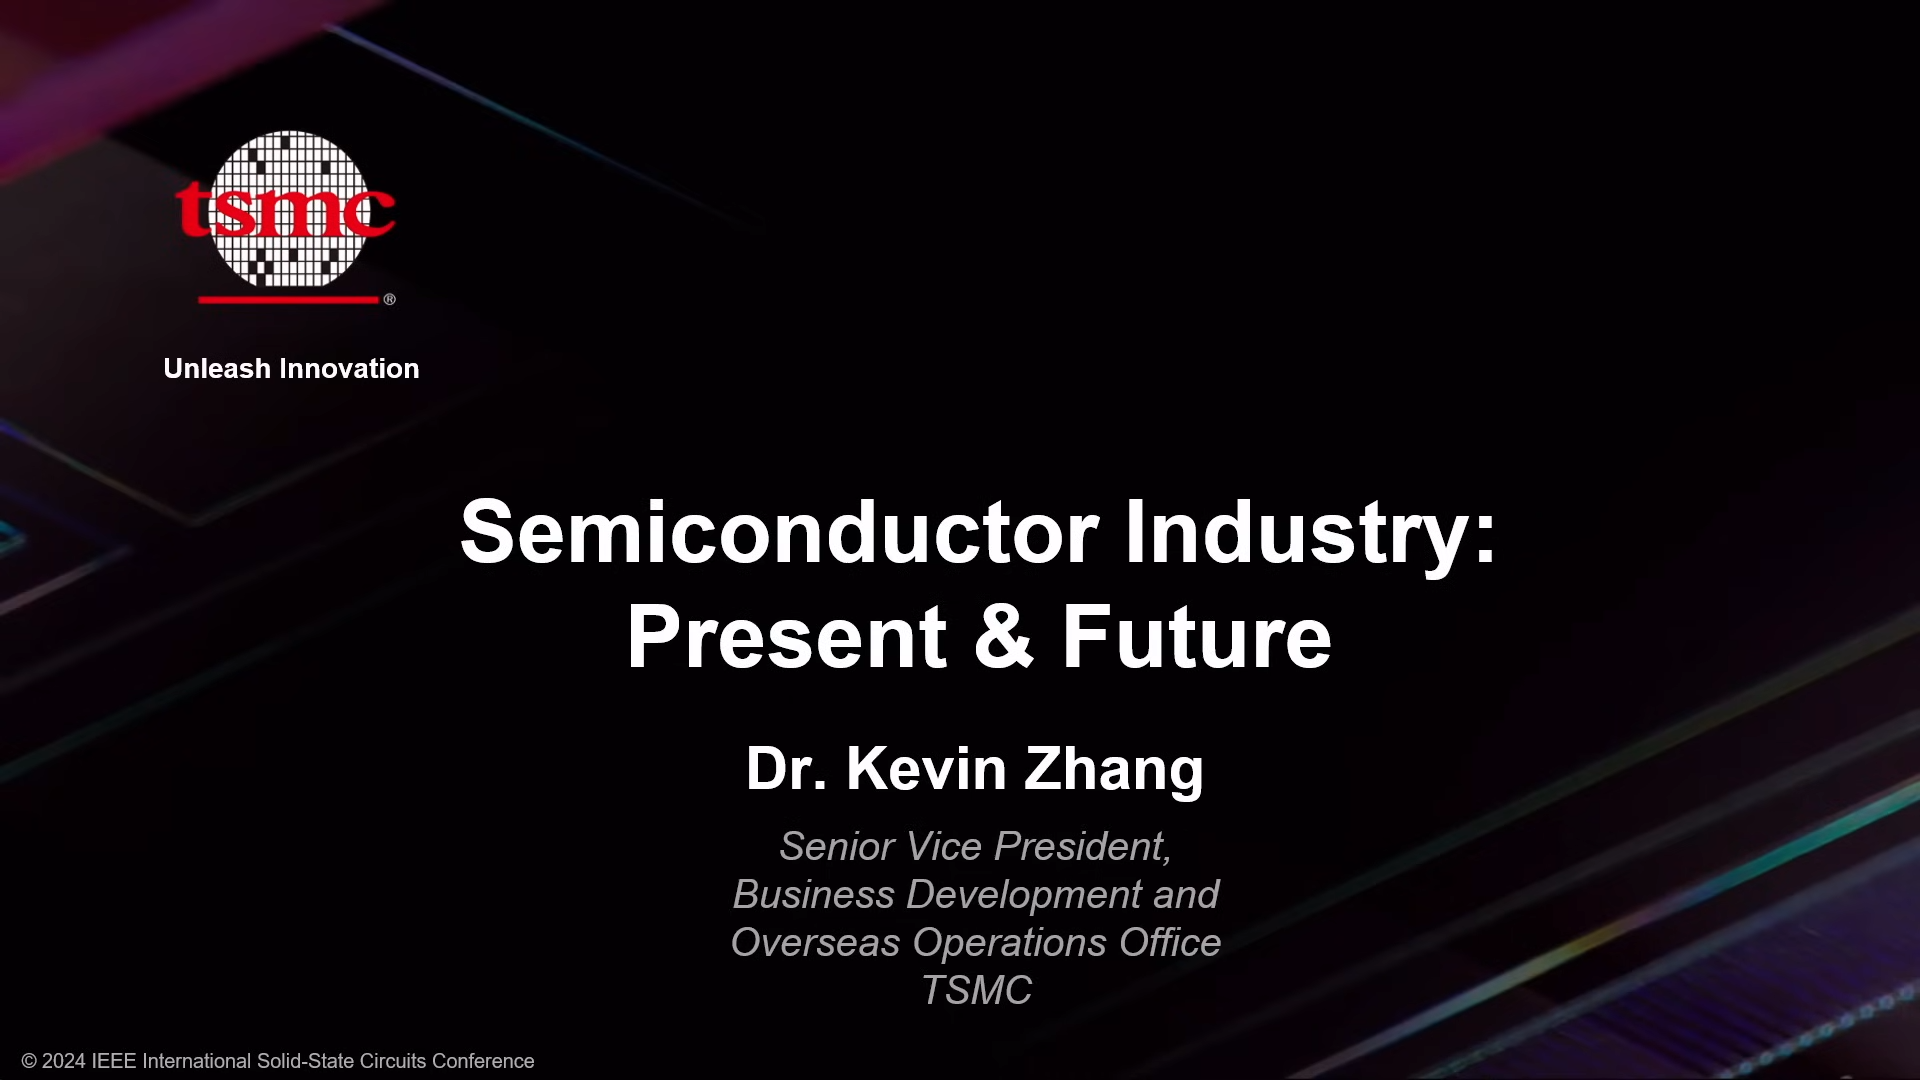 tsmc
®
Unleash Innovation
Semiconductor Industry:
Present & Future
Dr. Kevin Zhang
Senior Vice President,
Business Development and
Overseas Operations Office
TSMC
© 2024 IEEE International Solid-State Circuits Conference